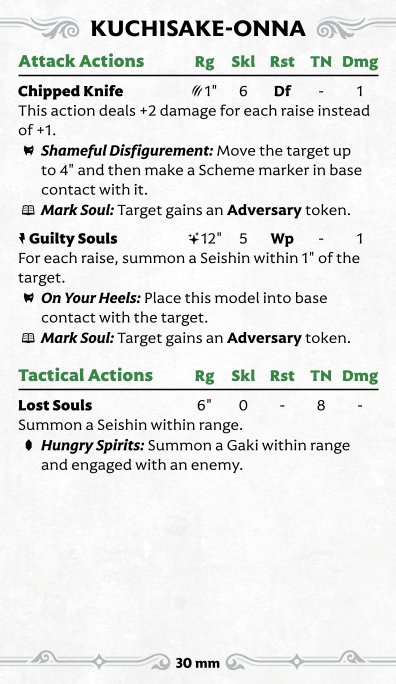 KUCHISAKE-ONNA
Attack Actions Rg Skl Rst TN Dmg
Chipped Knife 1" 6 Df - 1
This action deals +2 damage for each raise instead
of +1.
Shameful Disfigurement: Move the target up
to 4" and then make a Scheme marker in base
contact with it.
Mark Soul: Target gains an Adversary token.
Guilty Souls 12" 5 Wp - 1
For each raise, summon a Seishin within 1" of the
target.
On Your Heels: Place this model into base
contact with the target.
Mark Soul: Target gains an Adversary token.
Tactical Actions Rg Skl Rst TN Dmg
Lost Souls 6" 0 - 8 -
Summon a Seishin within range.
Hungry Spirits: Summon a Gaki within range
and engaged with an enemy.
30 mm